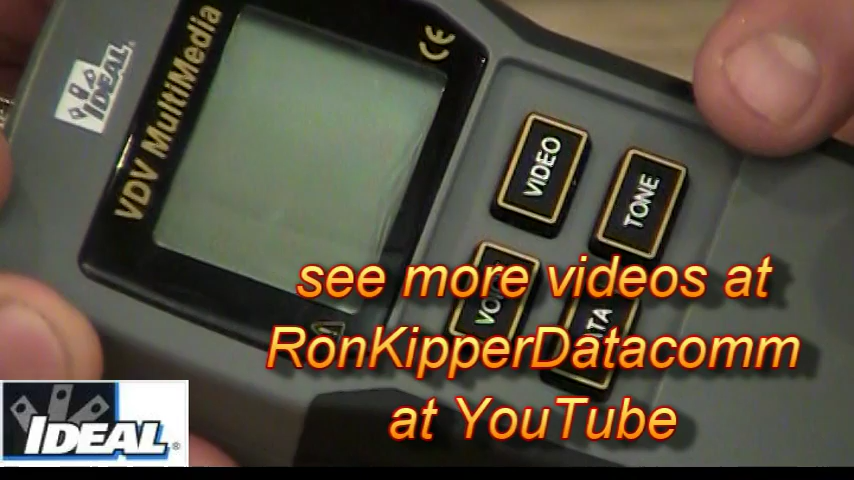 IDEAL
VDV MultiMedia
CE
VIDEO
TONE
see more videos at
RonKipperDatacomm
at YouTube
IDEAL